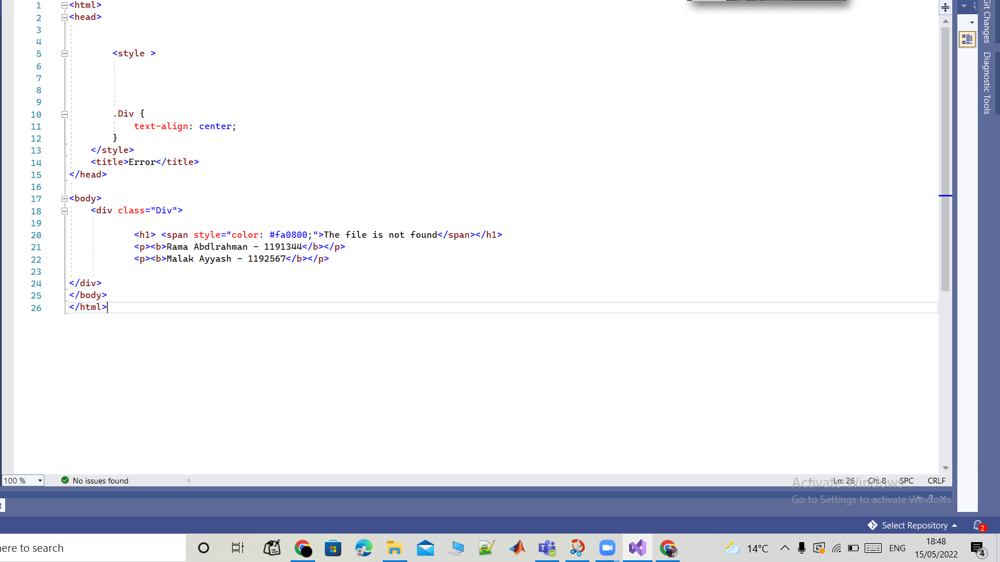 1 <html>
2 <head>
3
4
5 <style >
6
7
8
9
10 .Div {
11 text-align: center;
12 }
13 </style>
14 <title>Error</title>
15 </head>
16
17 <body>
18 <div class="Div">
19
20 <h1> <span style="color: #fa0800;">The file is not found</span></h1>
21 <p><b>Rama Abdlrahman - 1191344</b></p>
22 <p><b>Malak Ayyash - 1192567</b></p>
23
24 </div>
25 </body>
26 </html>
Git Changes
Diagnostic Tools
100 % No issues found Ln: 26 Ch: 8 SPC CRLF
Activate Windows
Go to Settings to activate Windows.
t
Select Repository 2
here to search 14°C ENG 18:48
15/05/2022 4